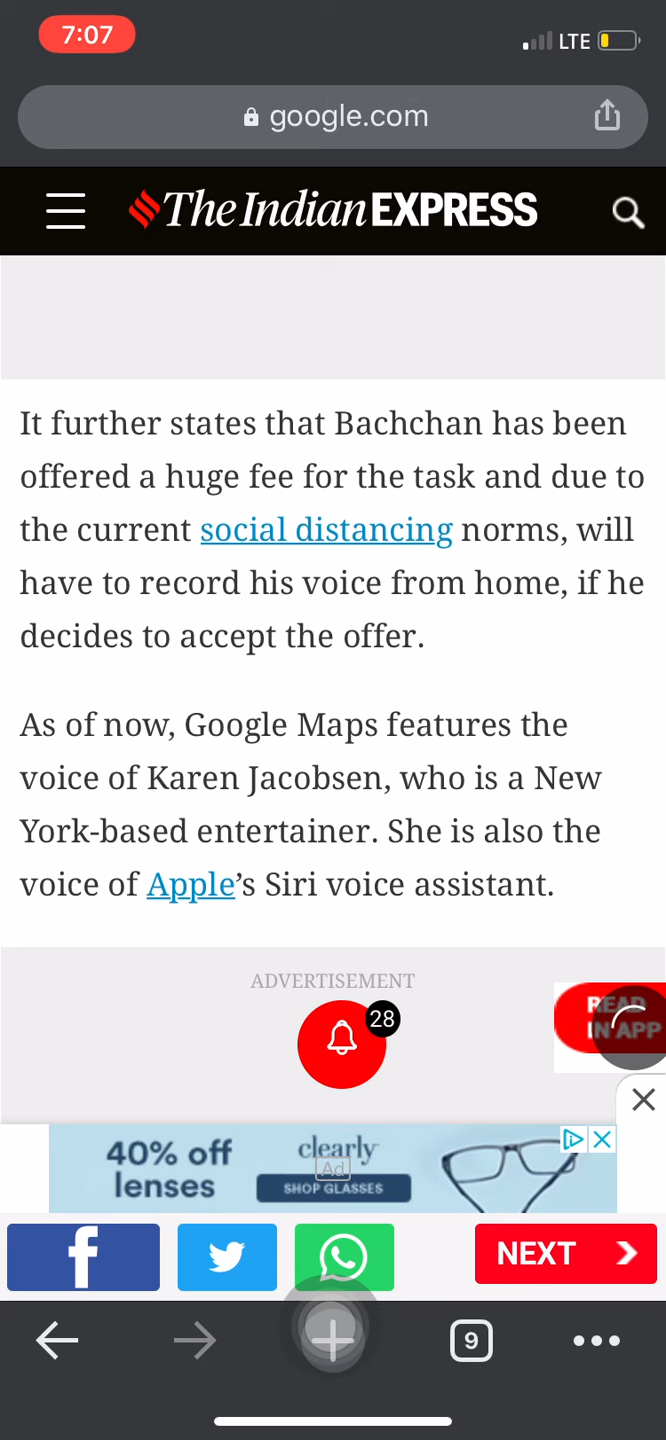 7:07
LTE
google.com
The Indian EXPRESS
It further states that Bachchan has been
offered a huge fee for the task and due to
the current social distancing norms, will
have to record his voice from home, if he
decides to accept the offer.
As of now, Google Maps features the
voice of Karen Jacobsen, who is a New
York-based entertainer. She is also the
voice of Apple’s Siri voice assistant.
ADVERTISEMENT
28
READ
IN APP
40% off
lenses
clearly
Ad
SHOP GLASSES
NEXT
9